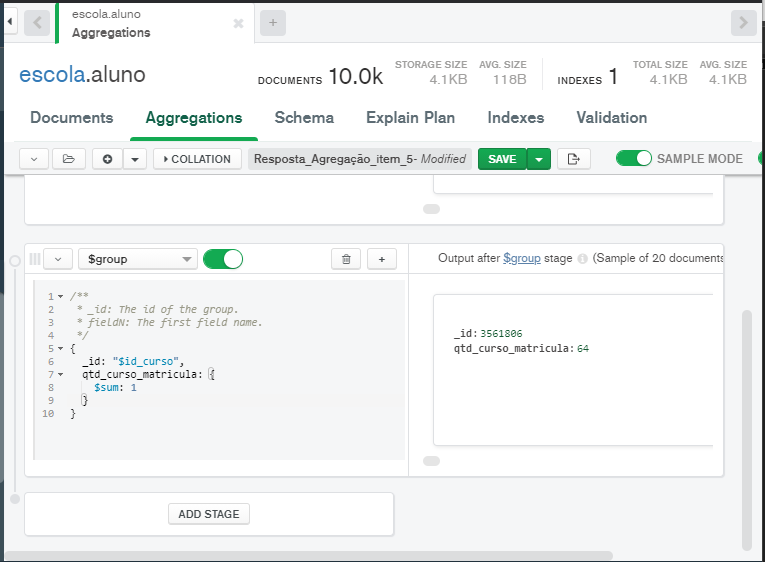 escola.aluno
Aggregations
escola.aluno
DOCUMENTS 10.0k
STORAGE SIZE
4.1KB
AVG. SIZE
118B
INDEXES 1
TOTAL SIZE
4.1KB
AVG. SIZE
4.1KB
Documents
Aggregations
Schema
Explain Plan
Indexes
Validation
COLLATION
Resposta_Agregação_item_5- Modified
SAVE
SAMPLE MODE
$group
Output after $group stage (Sample of 20 documents
1 /**
2 * _id: The id of the group.
3 * fieldN: The first field name.
4 */
5 {
6 _id: "$id_curso",
7 qtd_curso_matricula: {
8 $sum: 1
9 }
10 }
_id: 3561806
qtd_curso_matricula: 64
ADD STAGE